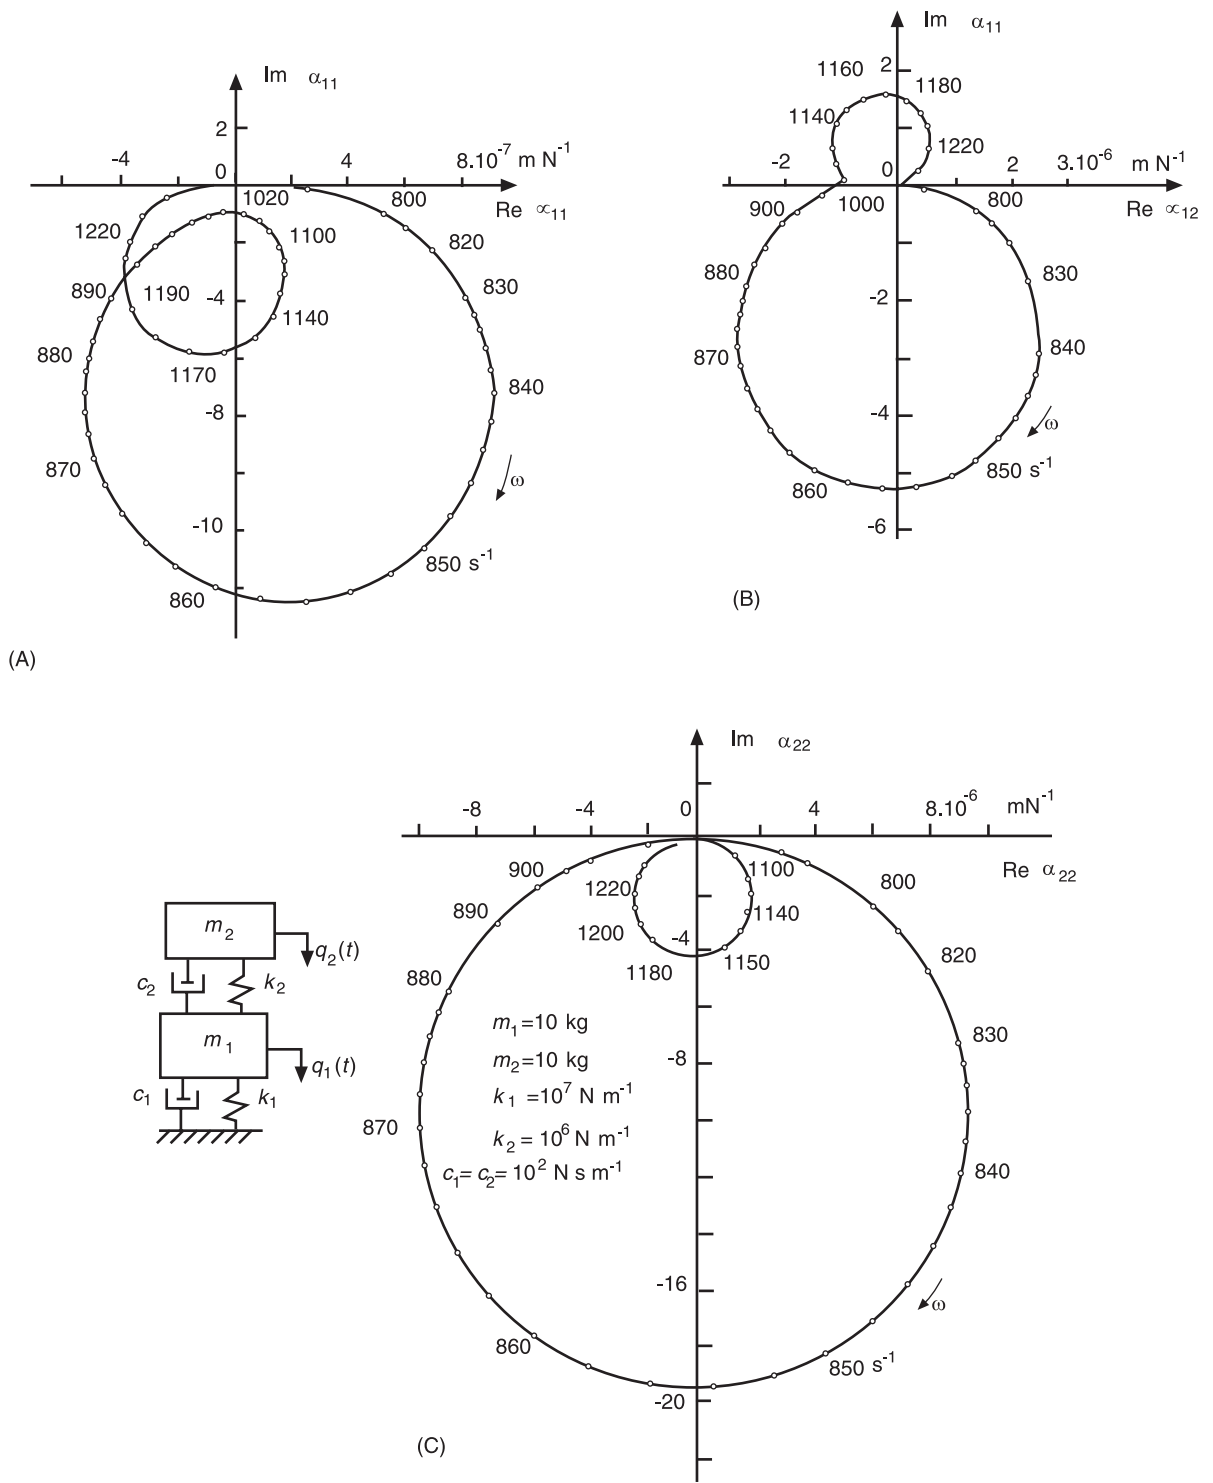 Im α11
2
-4
0
4
8.10-7 m N-1
1020
800
Re ∝11
1220
1100
820
890
1190
-4
830
1140
880
1170
840
-8
870
ω
-10
850 s-1
860
(A)
Im α11
1160
2
1180
1140
1220
-2
0
2
3.10-6 m N-1
900
1000
800
Re ∝12
880
830
-2
870
840
-4
ω
850 s-1
860
-6
(B)
Im α22
-8
-4
0
4
8.10-6 mN-1
900
1100
Re α22
1220
800
890
1140
1200
-4
820
1180
1150
880
m1=10 kg
830
m2=10 kg
-8
k1 =107 N m-1
870
k2 = 106 N m-1
840
c1= c2= 102 N s m-1
-16
ω
860
850 s-1
-20
(C)
m2
q2(t)
c2
k2
m1
q1(t)
c1
k1